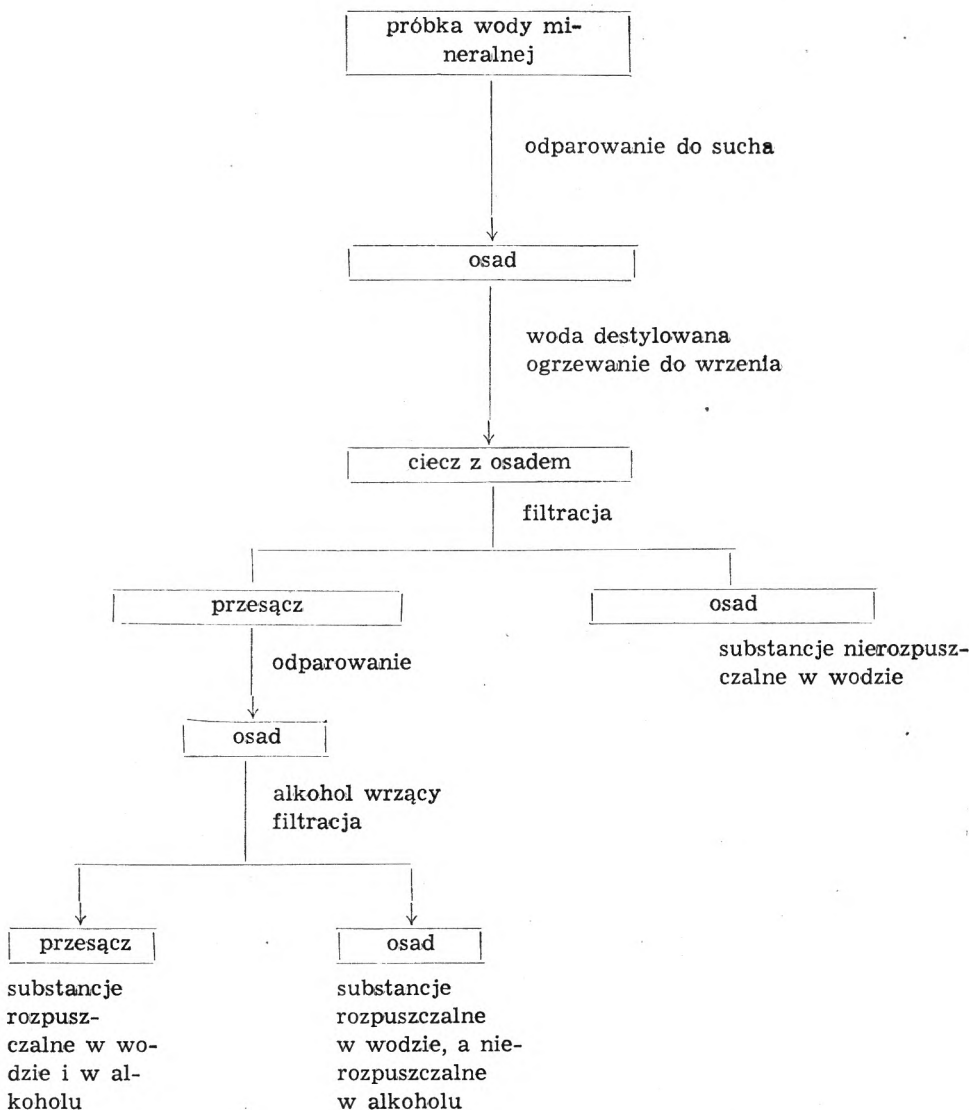 próbka wody mi-
neralnej
odparowanie do sucha
osad
woda destylowana
ogrzewanie do wrzenia
ciecz z osadem
filtracja
przesącz
osad
odparowanie
substancje nierozpusz-
czalne w wodzie
osad
alkohol wrzący
filtracja
przesącz
osad
substancje
rozpusz-
czalne w wo-
dzie i w al-
koholu
substancje
rozpuszczalne
w wodzie, a nie-
rozpuszczalne
w alkoholu